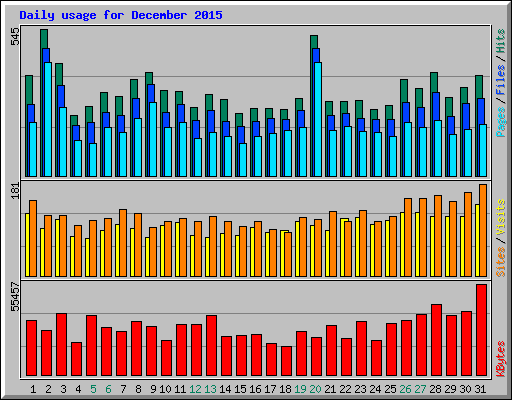 Daily usage for December 2015
545
Pages / Files / Hits
181
Sites / Visits
55457
KBytes
1 2 3 4 5 6 7 8 9 10 11 12 13 14 15 16 17 18 19 20 21 22 23 24 25 26 27 28 29 30 31